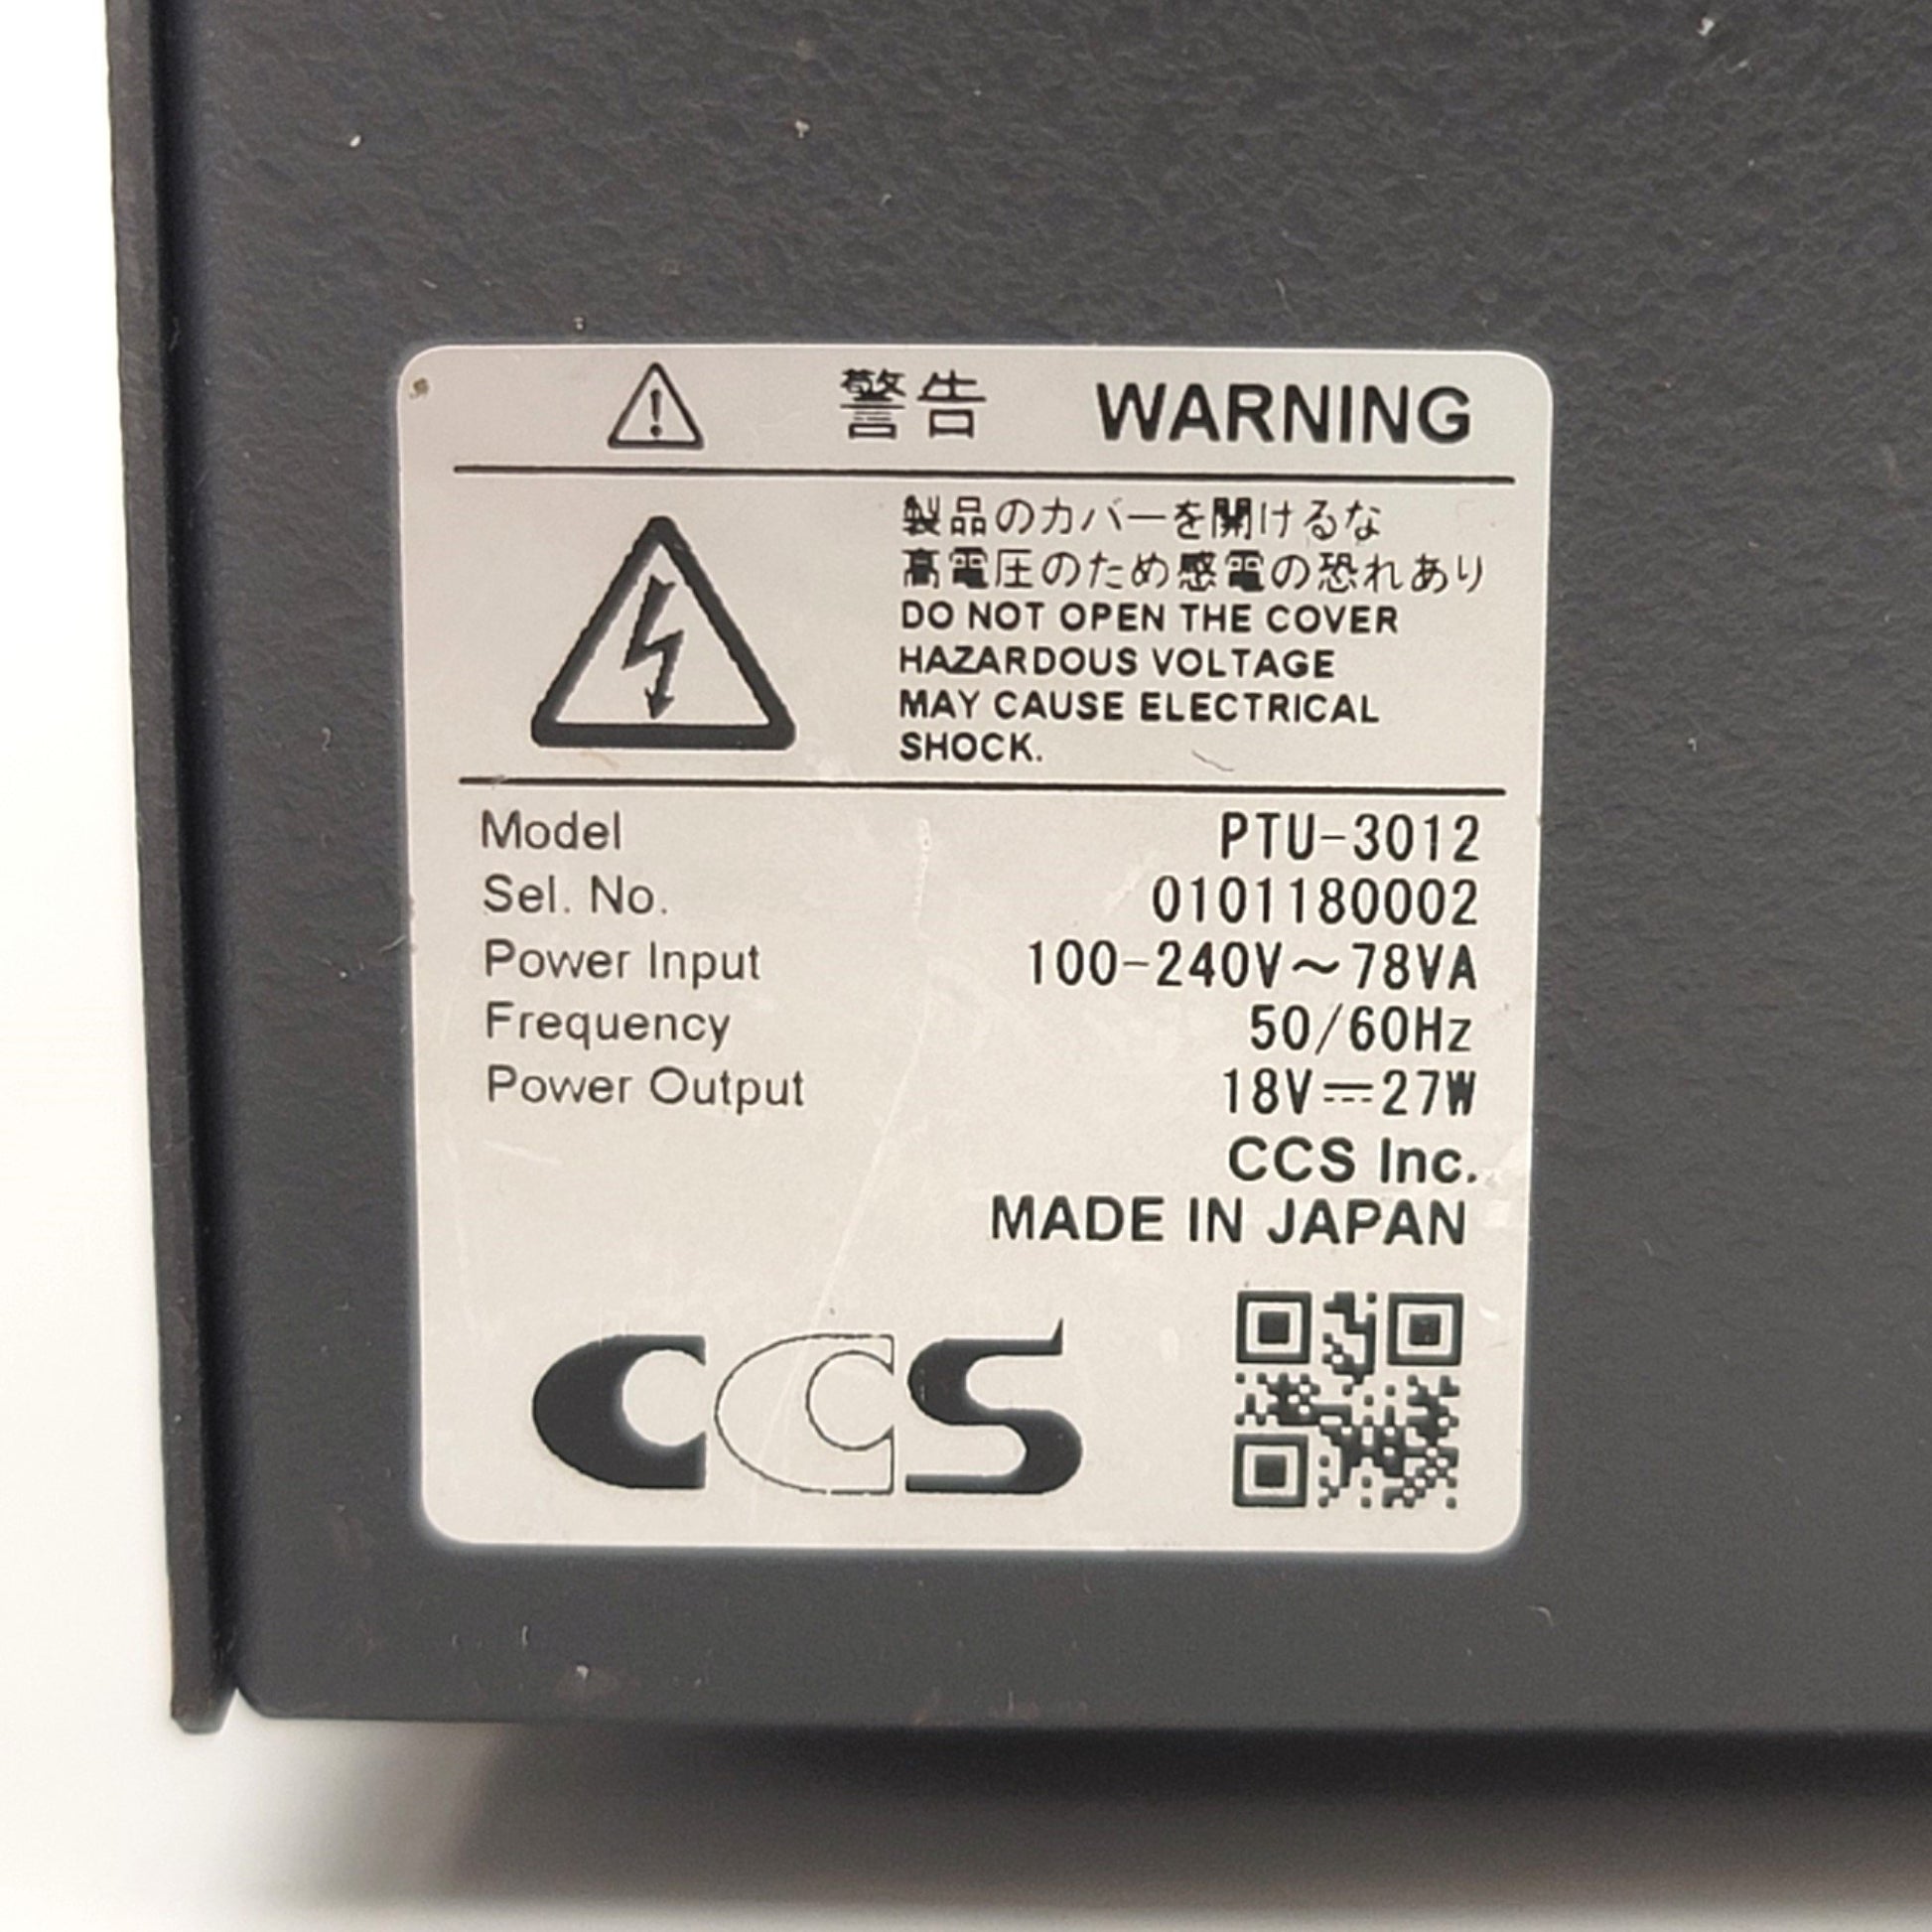 警告 WARNING
製品のカバーを開けるな
高電圧のため感電の恐れあり
DO NOT OPEN THE COVER
HAZARDOUS VOLTAGE
MAY CAUSE ELECTRICAL
SHOCK.
Model PTU-3012
Sel. No. 0101180002
Power Input 100-240V～78VA
Frequency 50/60Hz
Power Output 18V⎓27W
CCS Inc.
MADE IN JAPAN
CCS